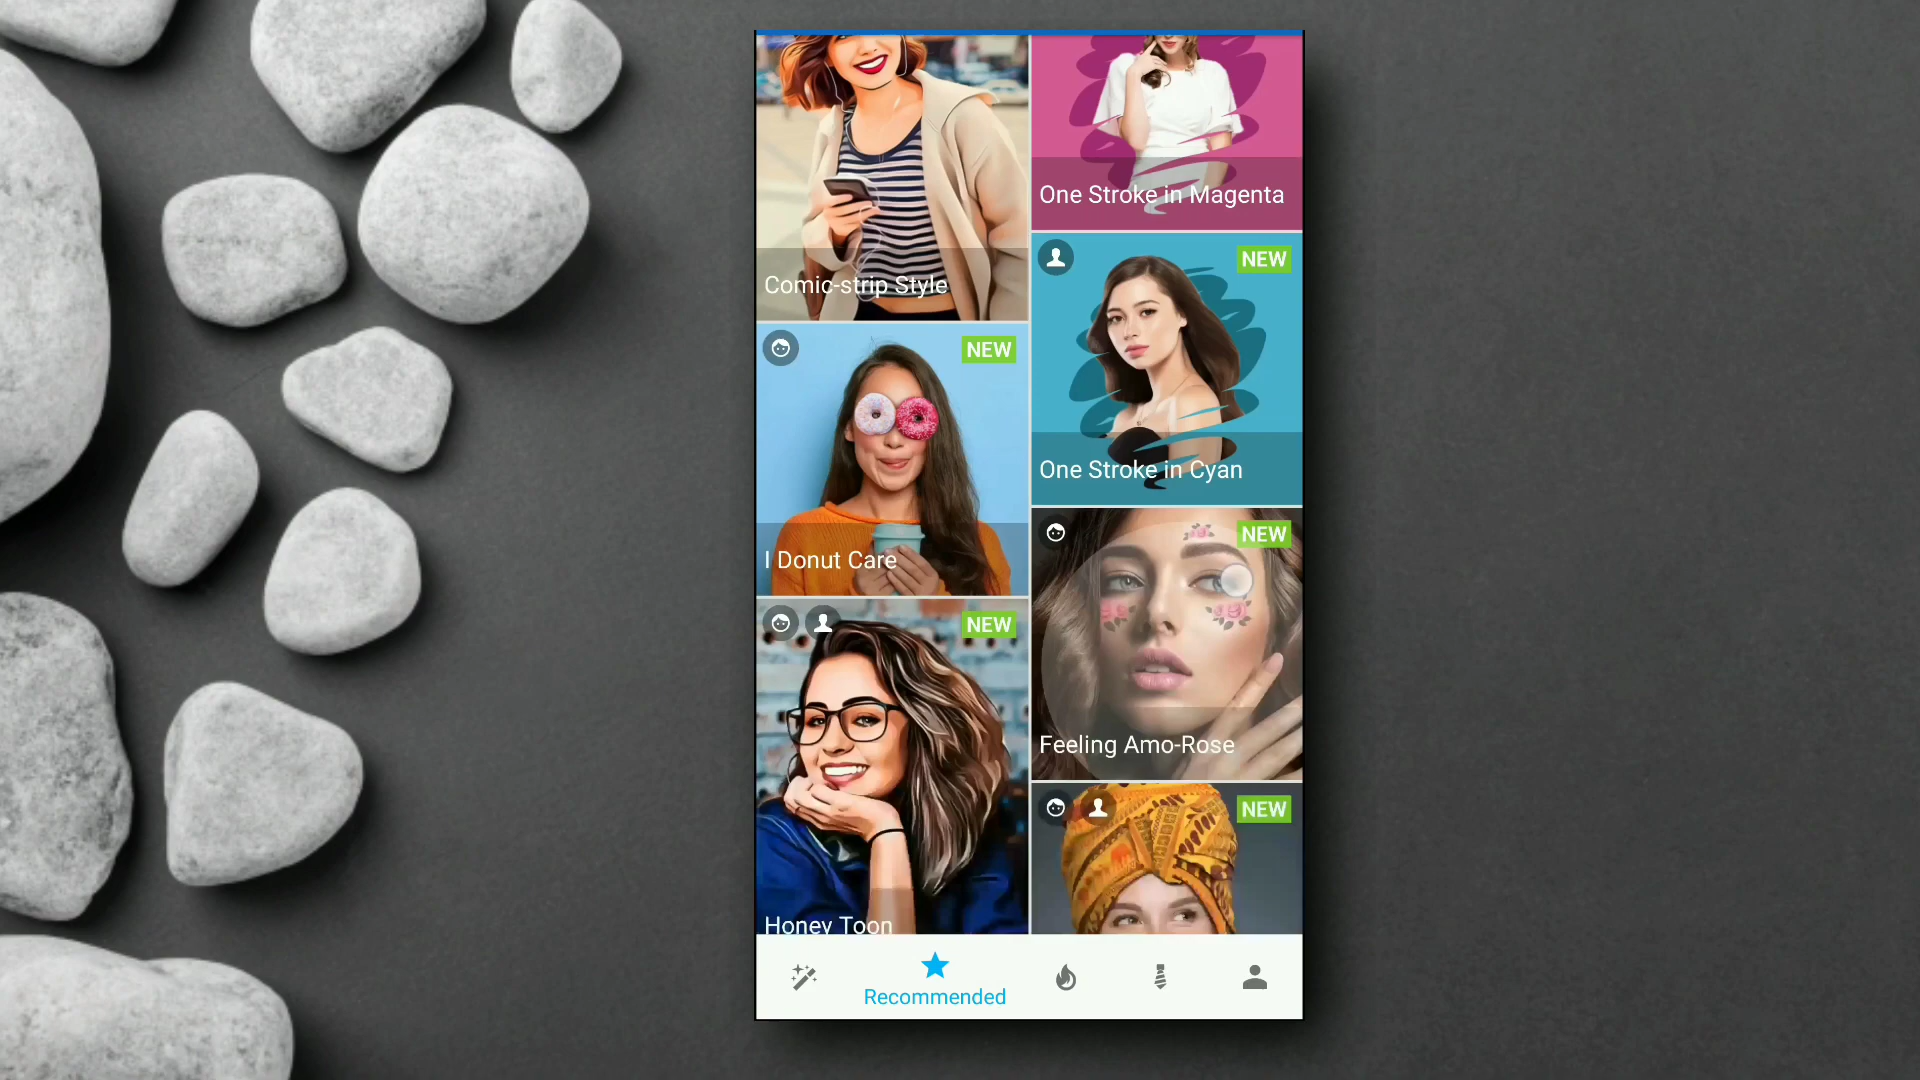 Comic-strip Style
One Stroke in Magenta
NEW
One Stroke in Cyan
NEW
I Donut Care
NEW
Feeling Amo-Rose
NEW
Honey Toon
NEW
Recommended